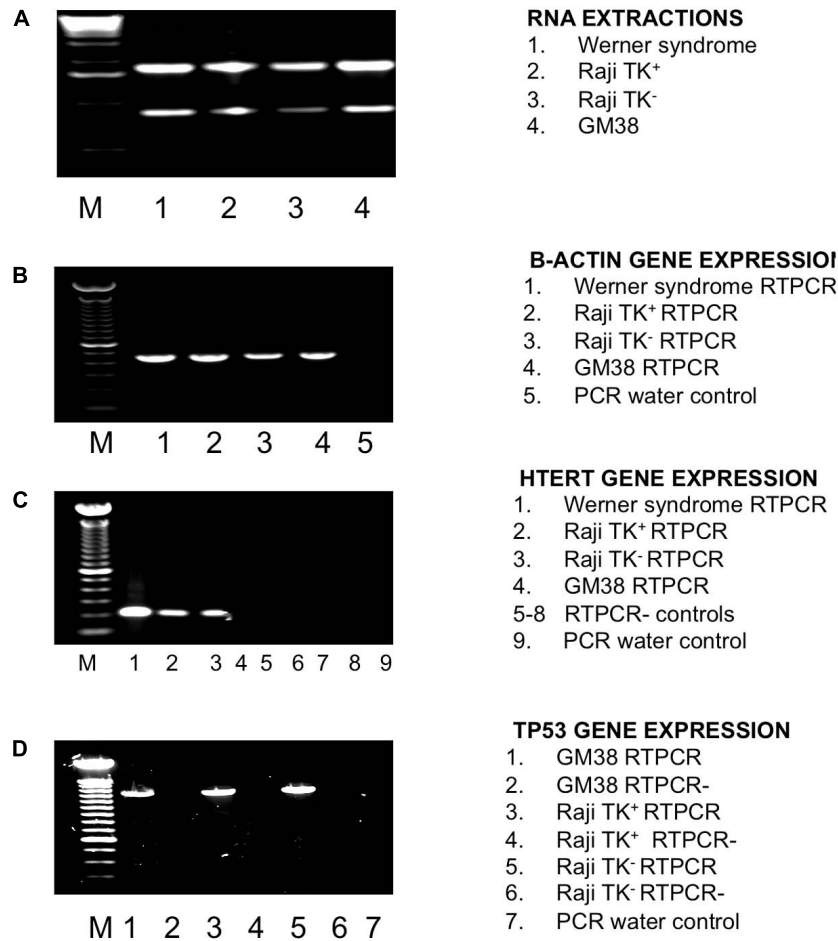 A
RNA EXTRACTIONS
1. Werner syndrome
2. Raji TK+
3. Raji TK-
4. GM38
M 1 2 3 4
B
B-ACTIN GENE EXPRESSION
1. Werner syndrome RTPCR
2. Raji TK+ RTPCR
3. Raji TK- RTPCR
4. GM38 RTPCR
5. PCR water control
M 1 2 3 4 5
C
HTERT GENE EXPRESSION
1. Werner syndrome RTPCR
2. Raji TK+ RTPCR
3. Raji TK- RTPCR
4. GM38 RTPCR
5-8 RTPCR- controls
9. PCR water control
M 1 2 3 4 5 6 7 8 9
D
TP53 GENE EXPRESSION
1. GM38 RTPCR
2. GM38 RTPCR-
3. Raji TK+ RTPCR
4. Raji TK+ RTPCR-
5. Raji TK- RTPCR
6. Raji TK- RTPCR-
7. PCR water control
M 1 2 3 4 5 6 7